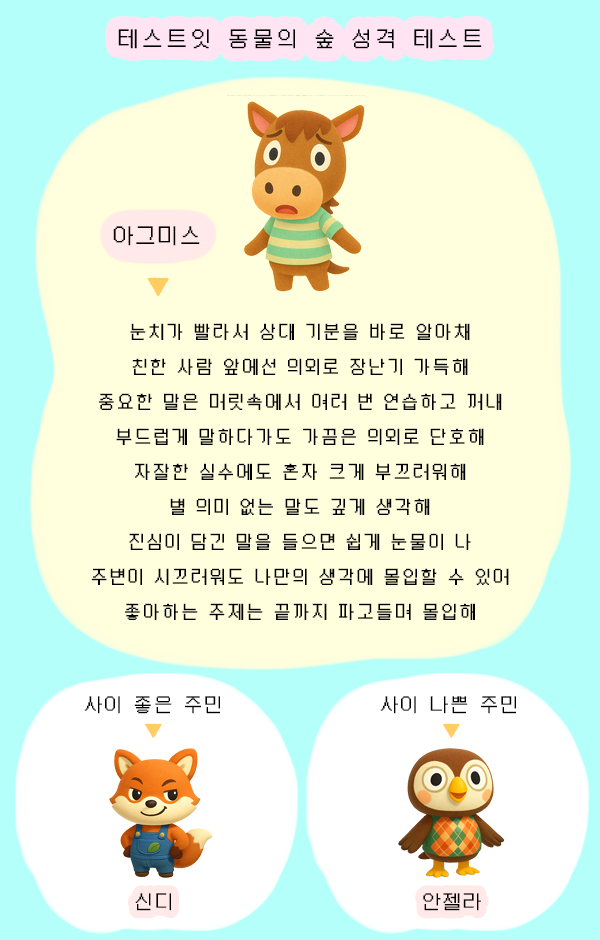 테스트잇 동물의 숲 성격 테스트
아그미스
눈치가 빨라서 상대 기분을 바로 알아채
친한 사람 앞에선 의외로 장난기 가득해
중요한 말은 머릿속에서 여러 번 연습하고 꺼내
부드럽게 말하다가도 가끔은 의외로 단호해
자잘한 실수에도 혼자 크게 부끄러워해
별 의미 없는 말도 깊게 생각해
진심이 담긴 말을 들으면 쉽게 눈물이 나
주변이 시끄러워도 나만의 생각에 몰입할 수 있어
좋아하는 주제는 끝까지 파고들며 몰입해
사이 좋은 주민
신디
사이 나쁜 주민
안젤라